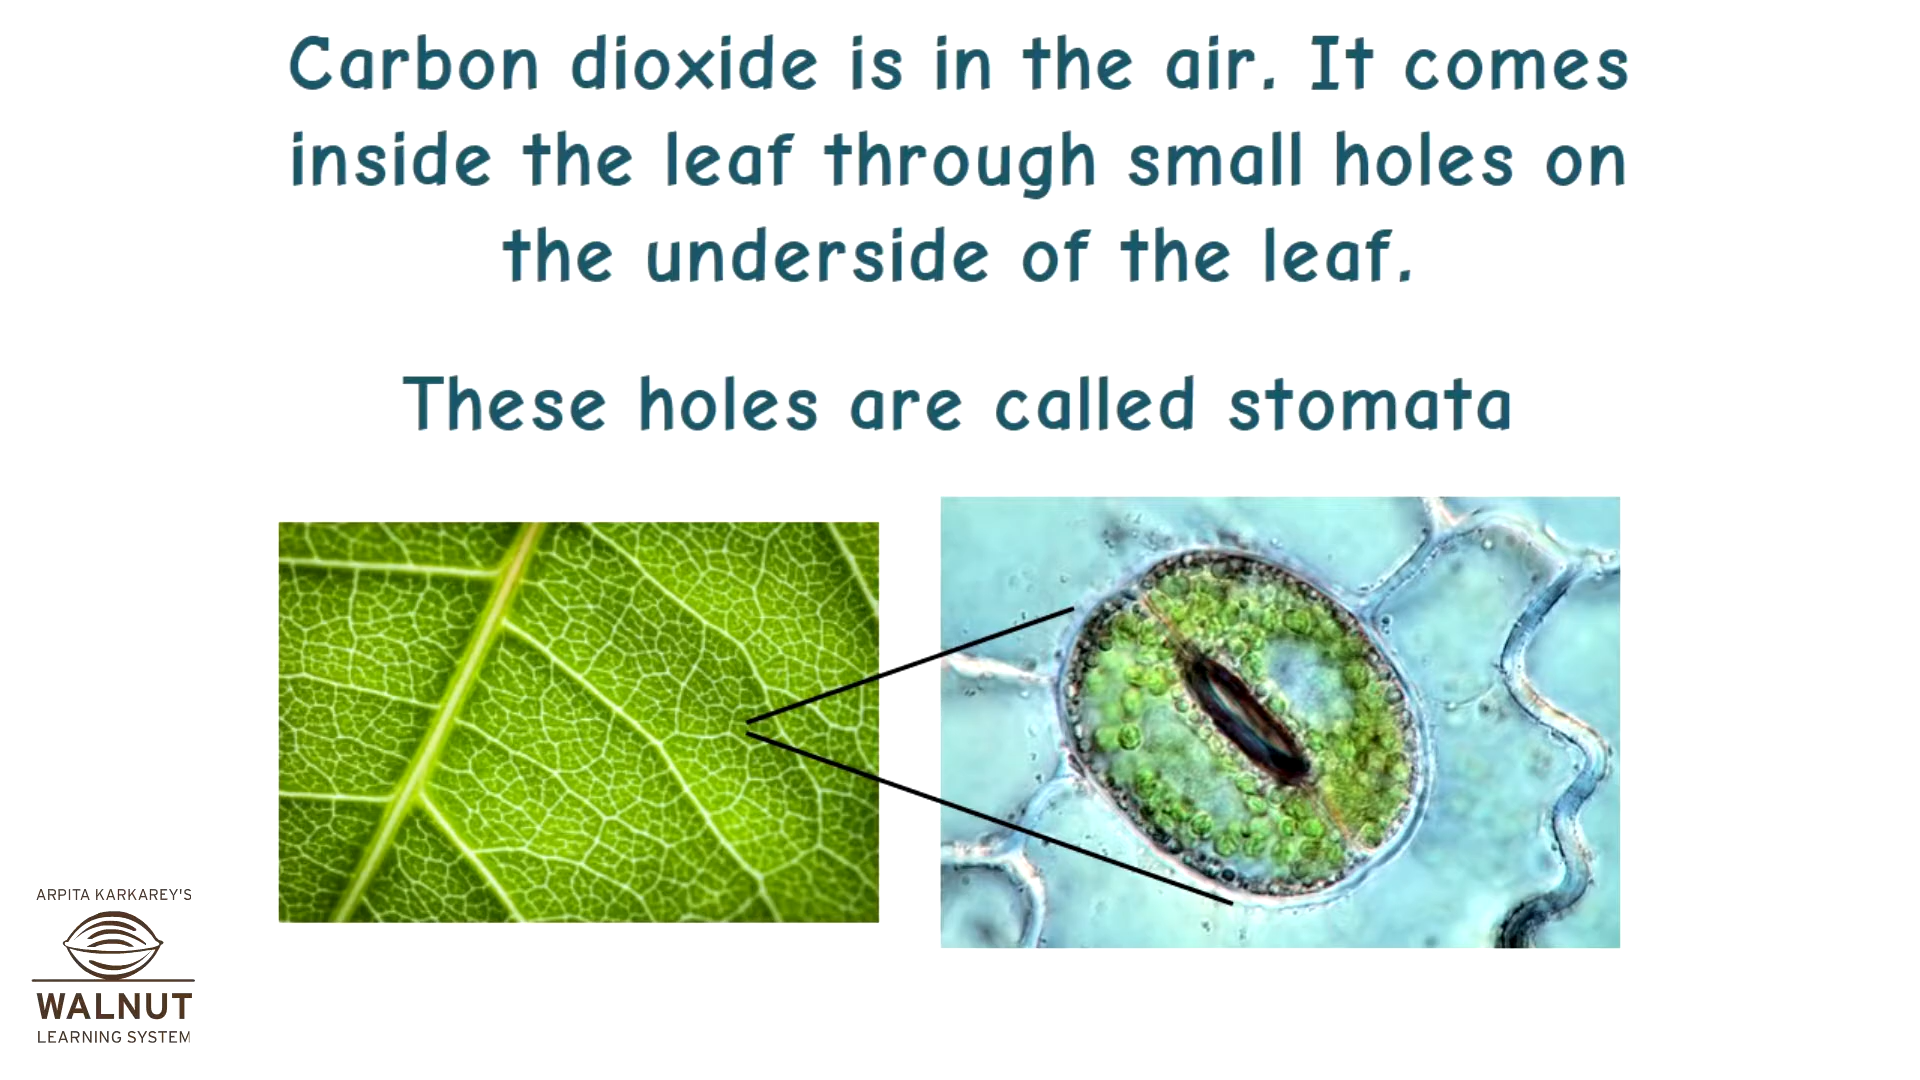 Carbon dioxide is in the air. It comes
inside the leaf through small holes on
the underside of the leaf.
These holes are called stomata
ARPITA KARKAREY'S
WALNUT
LEARNING SYSTEM